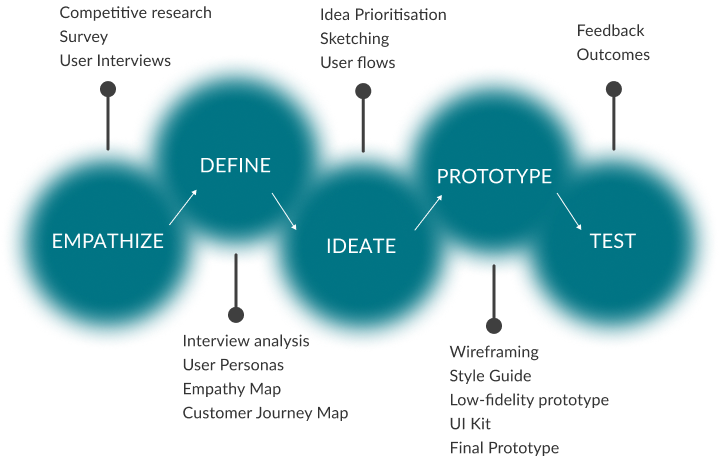 Competitive research
Survey
User Interviews
Idea Prioritisation
Sketching
User flows
Feedback
Outcomes
EMPATHIZE
DEFINE
IDEATE
PROTOTYPE
TEST
Interview analysis
User Personas
Empathy Map
Customer Journey Map
Wireframing
Style Guide
Low-fidelity prototype
UI Kit
Final Prototype